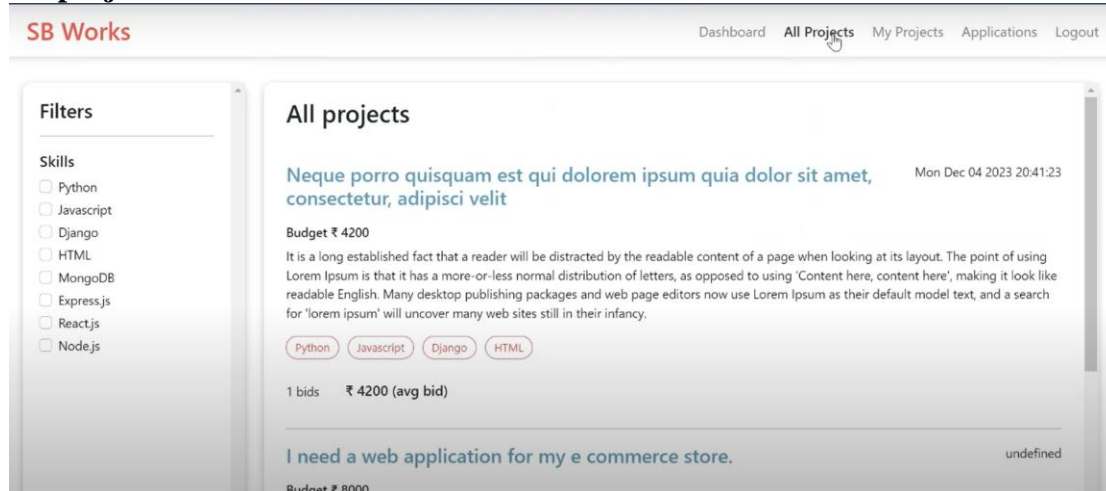 SB Works
Dashboard All Projects My Projects Applications Logout
Filters
Skills
Python
Javascript
Django
HTML
MongoDB
Express.js
React.js
Node.js
All projects
Neque porro quisquam est qui dolorem ipsum quia dolor sit amet,
consectetur, adipisci velit
Mon Dec 04 2023 20:41:23
Budget ₹ 4200
It is a long established fact that a reader will be distracted by the readable content of a page when looking at its layout. The point of using
Lorem Ipsum is that it has a more-or-less normal distribution of letters, as opposed to using 'Content here, content here', making it look like
readable English. Many desktop publishing packages and web page editors now use Lorem Ipsum as their default model text, and a search
for 'lorem ipsum' will uncover many web sites still in their infancy.
Python Javascript Django HTML
1 bids ₹ 4200 (avg bid)
I need a web application for my e commerce store.
undefined
Budget ₹ 8000